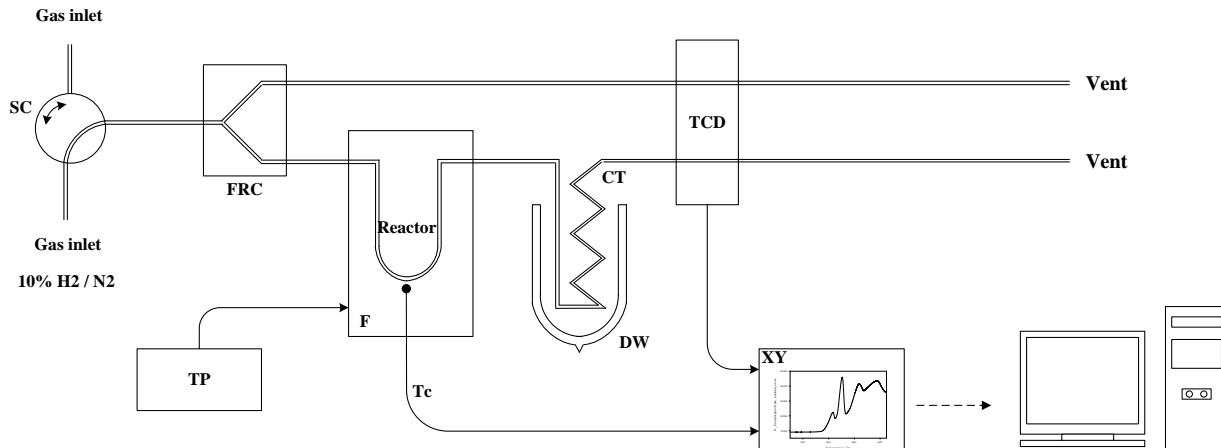 Gas inlet
SC
FRC
Gas inlet
10% H2 / N2
Reactor
F
TP
Tc
CT
DW
TCD
Vent
Vent
XY